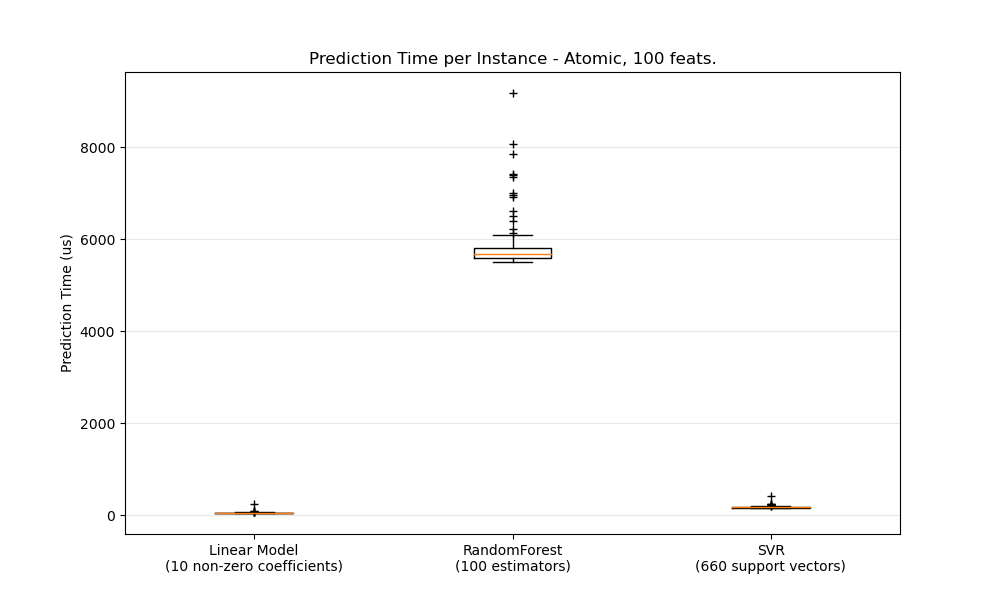 Prediction Time per Instance - Atomic, 100 feats.
Prediction Time (us)
8000
6000
4000
2000
0
Linear Model
(10 non-zero coefficients)
RandomForest
(100 estimators)
SVR
(660 support vectors)